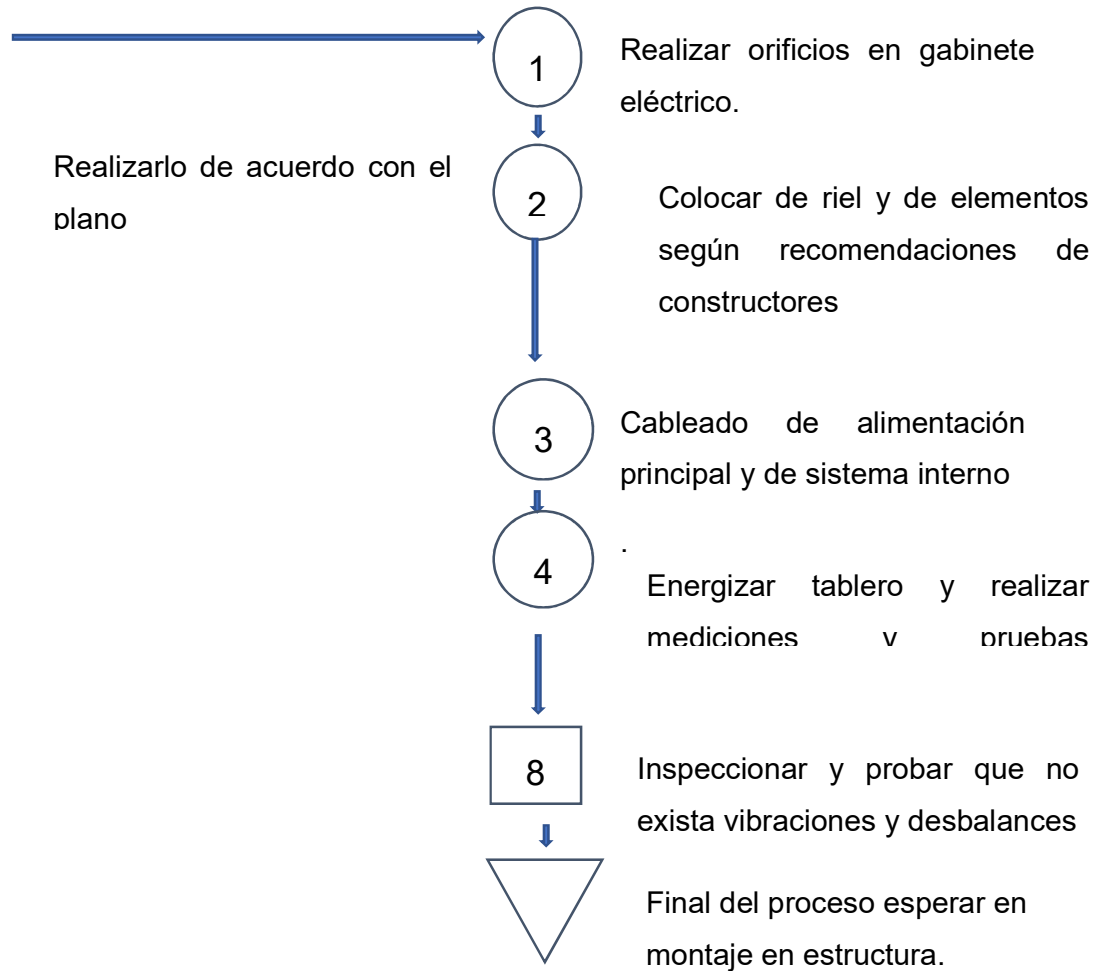 1
Realizar orificios en gabinete
eléctrico.
Realizarlo de acuerdo con el
plano
2
Colocar de riel y de elementos
según recomendaciones de
constructores
3
Cableado de alimentación
principal y de sistema interno
.
4
Energizar tablero y realizar
mediciones y pruebas
8
Inspeccionar y probar que no
exista vibraciones y desbalances
Final del proceso esperar en
montaje en estructura.